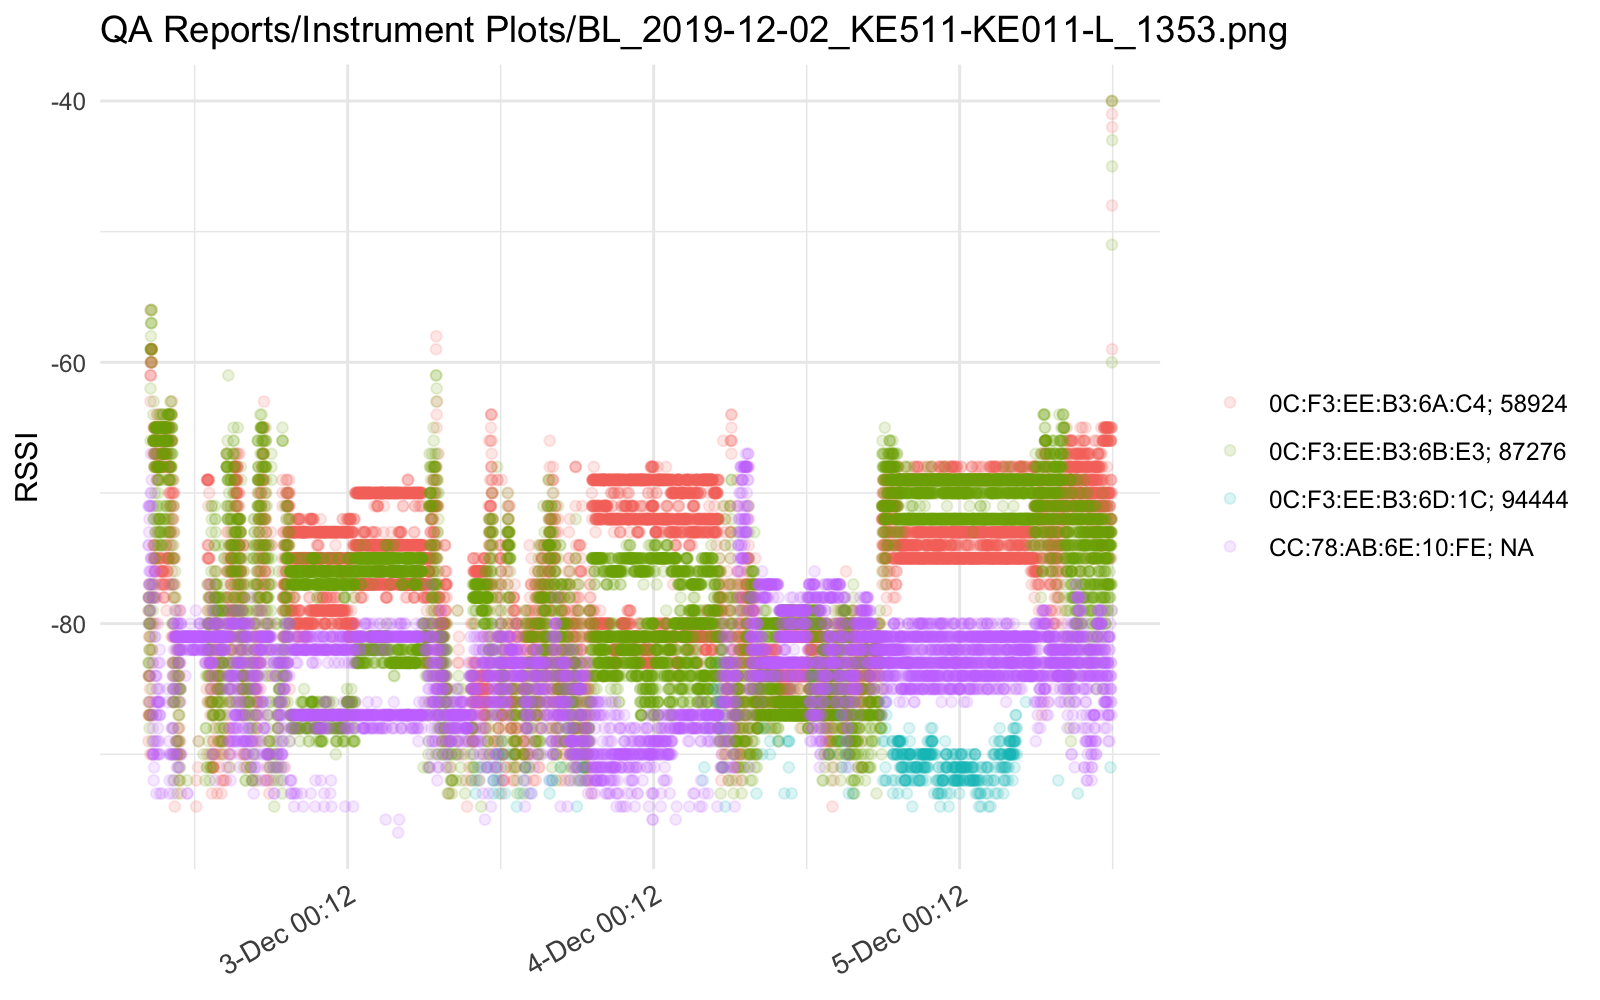 QA Reports/Instrument Plots/BL_2019-12-02_KE511-KE011-L_1353.png
-40
-60
-80
RSSI
0C:F3:EE:B3:6A:C4; 58924
0C:F3:EE:B3:6B:E3; 87276
0C:F3:EE:B3:6D:1C; 94444
CC:78:AB:6E:10:FE; NA
3-Dec 00:12
4-Dec 00:12
5-Dec 00:12